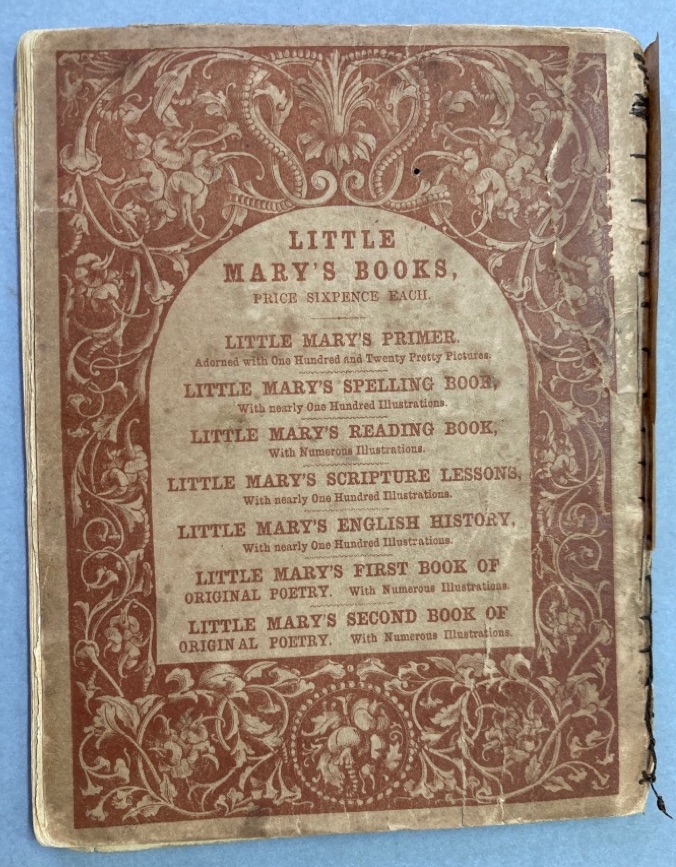 LITTLE
MARY'S BOOKS,
PRICE SIXPENCE EACH.
LITTLE MARY'S PRIMER.
Adorned with One Hundred and Twenty Pretty Pictures.
LITTLE MARY'S SPELLING BOOK,
With nearly One Hundred Illustrations.
LITTLE MARY'S READING BOOK,
With Numerous Illustrations.
LITTLE MARY'S SCRIPTURE LESSONS,
With nearly One Hundred Illustrations.
LITTLE MARY'S ENGLISH HISTORY,
With nearly One Hundred Illustrations.
LITTLE MARY'S FIRST BOOK OF
ORIGINAL POETRY. With Numerous Illustrations.
LITTLE MARY'S SECOND BOOK OF
ORIGINAL POETRY. With Numerous Illustrations.